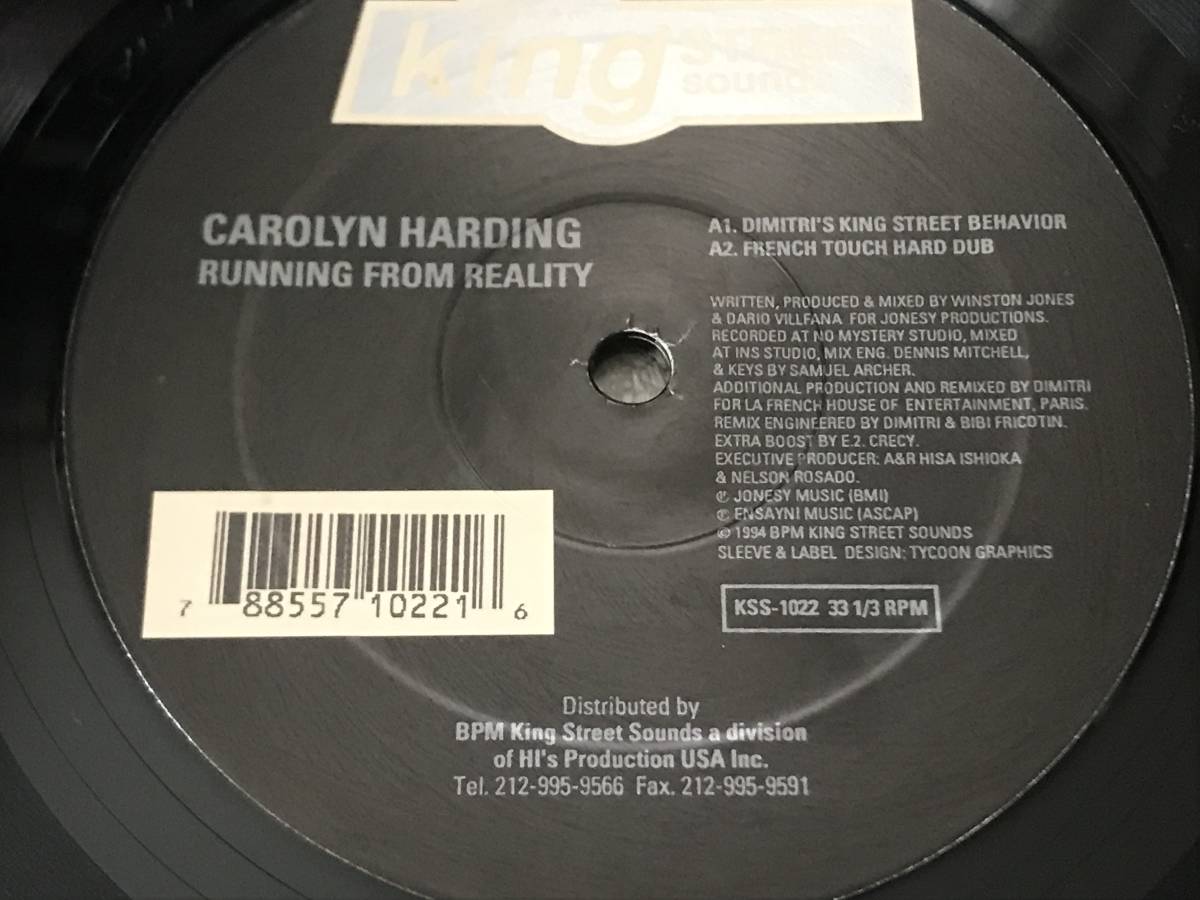 king STREET
sounds
CAROLYN HARDING
RUNNING FROM REALITY
A1. DIMITRI'S KING STREET BEHAVIOR
A2. FRENCH TOUCH HARD DUB
WRITTEN, PRODUCED & MIXED BY WINSTON JONES
& DARIO VILLFANA FOR JONESY PRODUCTIONS.
RECORDED AT NO MYSTERY STUDIO, MIXED
AT INS STUDIO, MIX ENG. DENNIS MITCHELL,
& KEYS BY SAMUEL ARCHER.
ADDITIONAL PRODUCTION AND REMIXED BY DIMITRI
FOR LA FRENCH HOUSE OF ENTERTAINMENT, PARIS.
REMIX ENGINEERED BY DIMITRI & BIBI FRICOTIN.
EXTRA BOOST BY E.2. CRECY.
EXECUTIVE PRODUCER: A&R HISA ISHIOKA
& NELSON ROSADO.
℗ JONESY MUSIC (BMI)
℗ ENSAYNI MUSIC (ASCAP)
© 1994 BPM KING STREET SOUNDS
SLEEVE & LABEL DESIGN: TYCOON GRAPHICS
KSS-1022 33 1/3 RPM
7 88557 10221 6
Distributed by
BPM King Street Sounds a division
of HI's Production USA Inc.
Tel. 212-995-9566 Fax. 212-995-9591